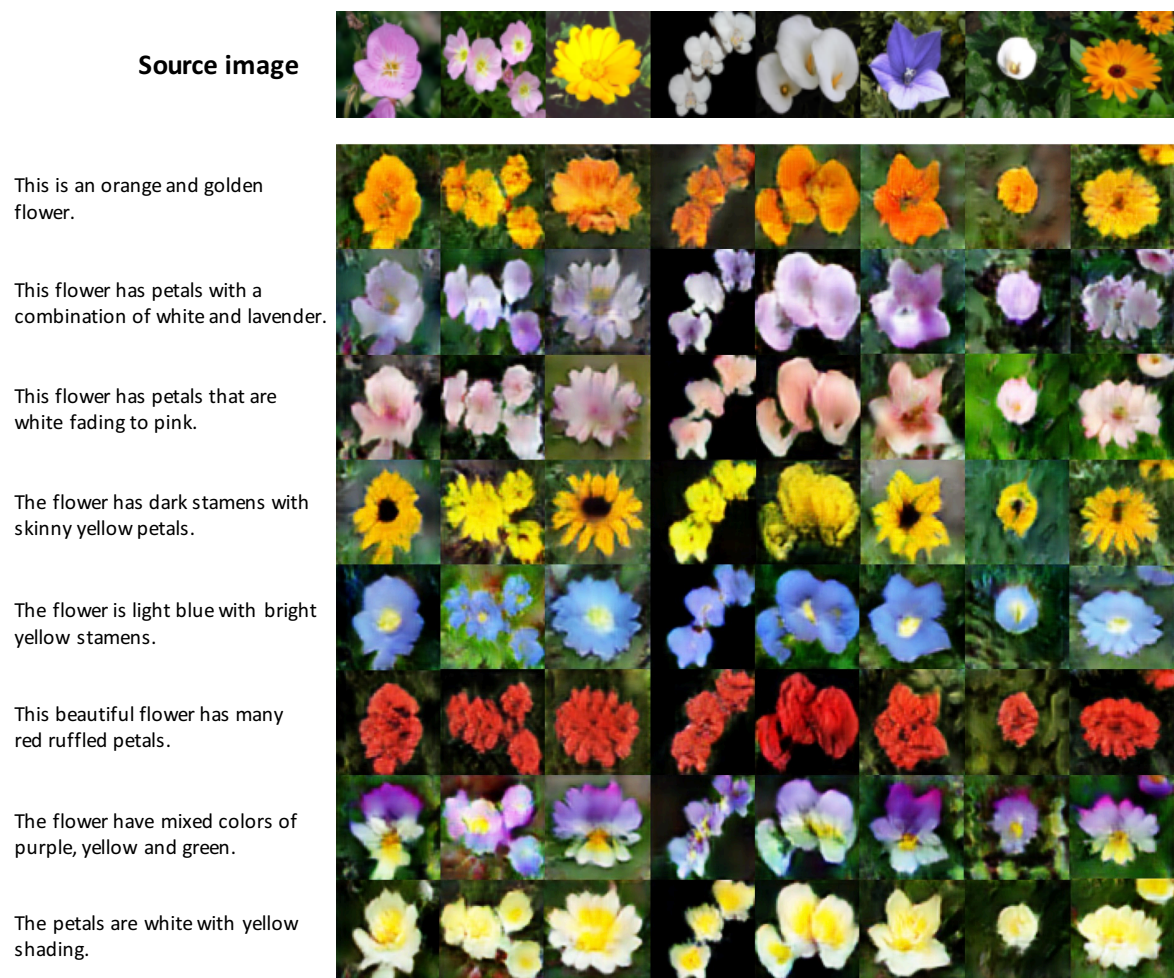 Source image
This is an orange and golden
flower.
This flower has petals with a
combination of white and lavender.
This flower has petals that are
white fading to pink.
The flower has dark stamens with
skinny yellow petals.
The flower is light blue with bright
yellow stamens.
This beautiful flower has many
red ruffled petals.
The flower have mixed colors of
purple, yellow and green.
The petals are white with yellow
shading.